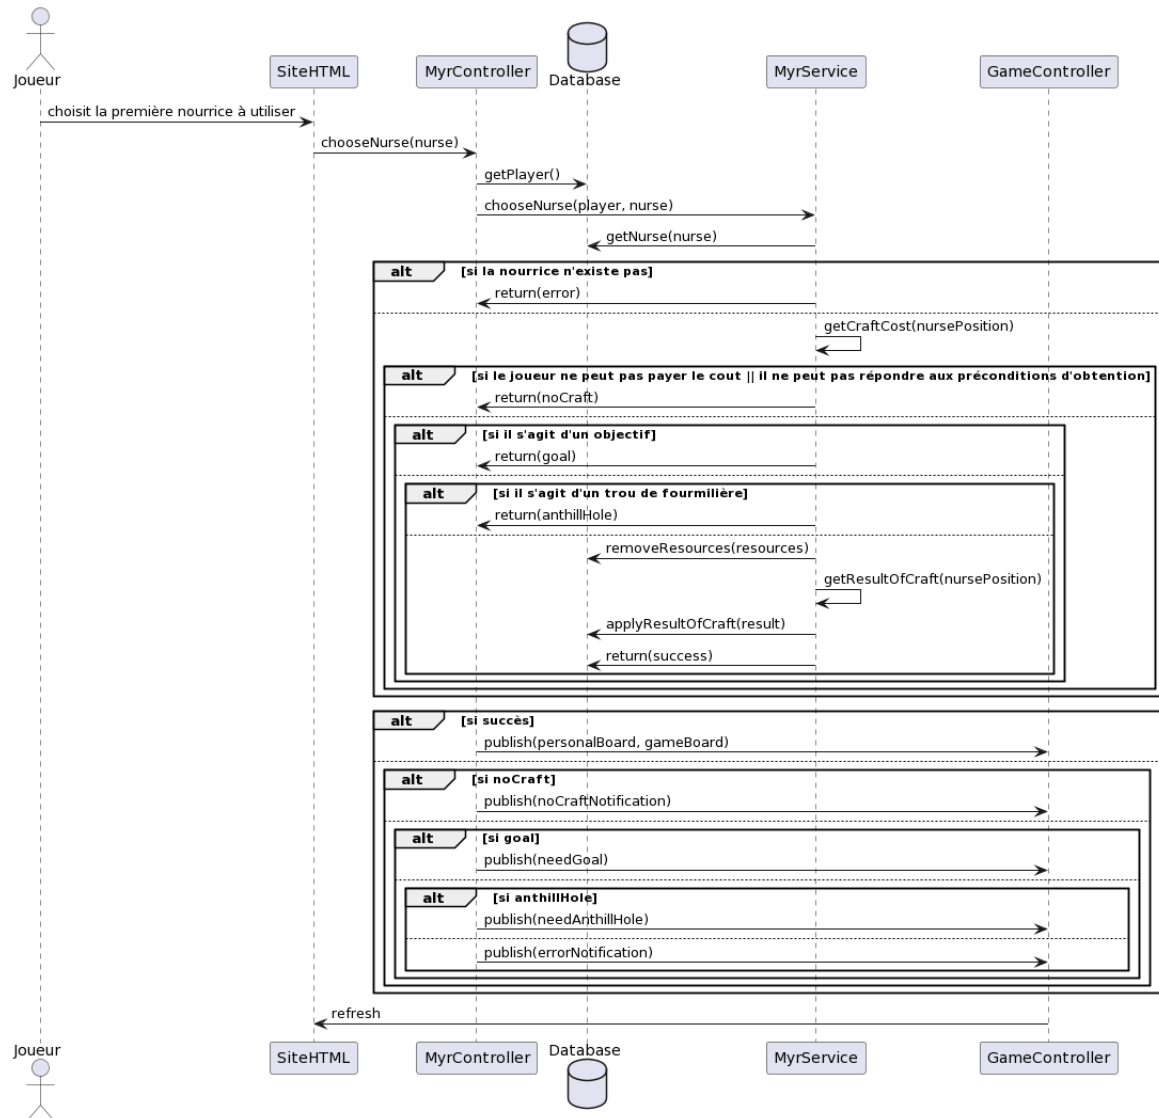 Joueur
SiteHTML
MyrController
Database
MyrService
GameController
choisit la première nourrice à utiliser
chooseNurse(nurse)
getPlayer()
chooseNurse(player, nurse)
getNurse(nurse)
alt [si la nourrice n'existe pas]
return(error)
getCraftCost(nursePosition)
alt [si le joueur ne peut pas payer le cout || il ne peut pas répondre aux préconditions d'obtention]
return(noCraft)
alt [si il s'agit d'un objectif]
return(goal)
alt [si il s'agit d'un trou de fourmilière]
return(anthillHole)
removeResources(resources)
getResultOfCraft(nursePosition)
applyResultOfCraft(result)
return(success)
alt [si succès]
publish(personalBoard, gameBoard)
alt [si noCraft]
publish(noCraftNotification)
alt [si goal]
publish(needGoal)
alt [si anthillHole]
publish(needAnthillHole)
publish(errorNotification)
refresh
Joueur
SiteHTML
MyrController
Database
MyrService
GameController